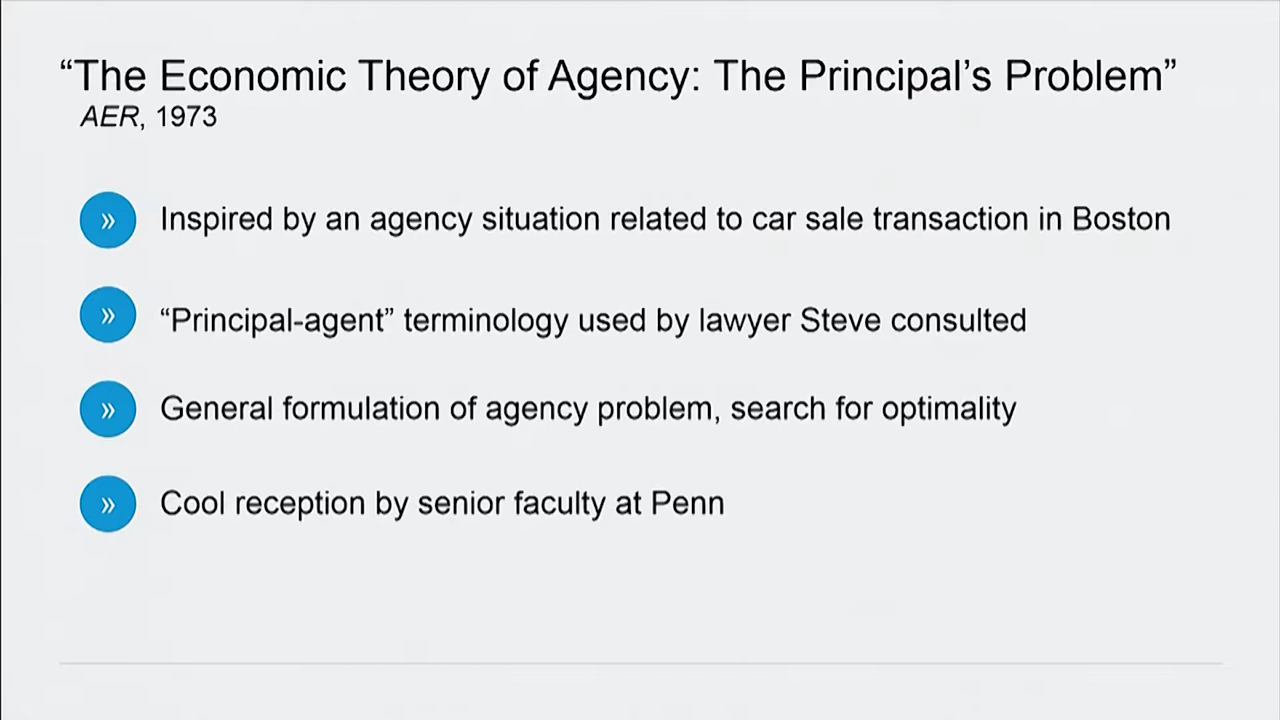 “The Economic Theory of Agency: The Principal’s Problem”
AER, 1973
» Inspired by an agency situation related to car sale transaction in Boston
» “Principal-agent” terminology used by lawyer Steve consulted
» General formulation of agency problem, search for optimality
» Cool reception by senior faculty at Penn